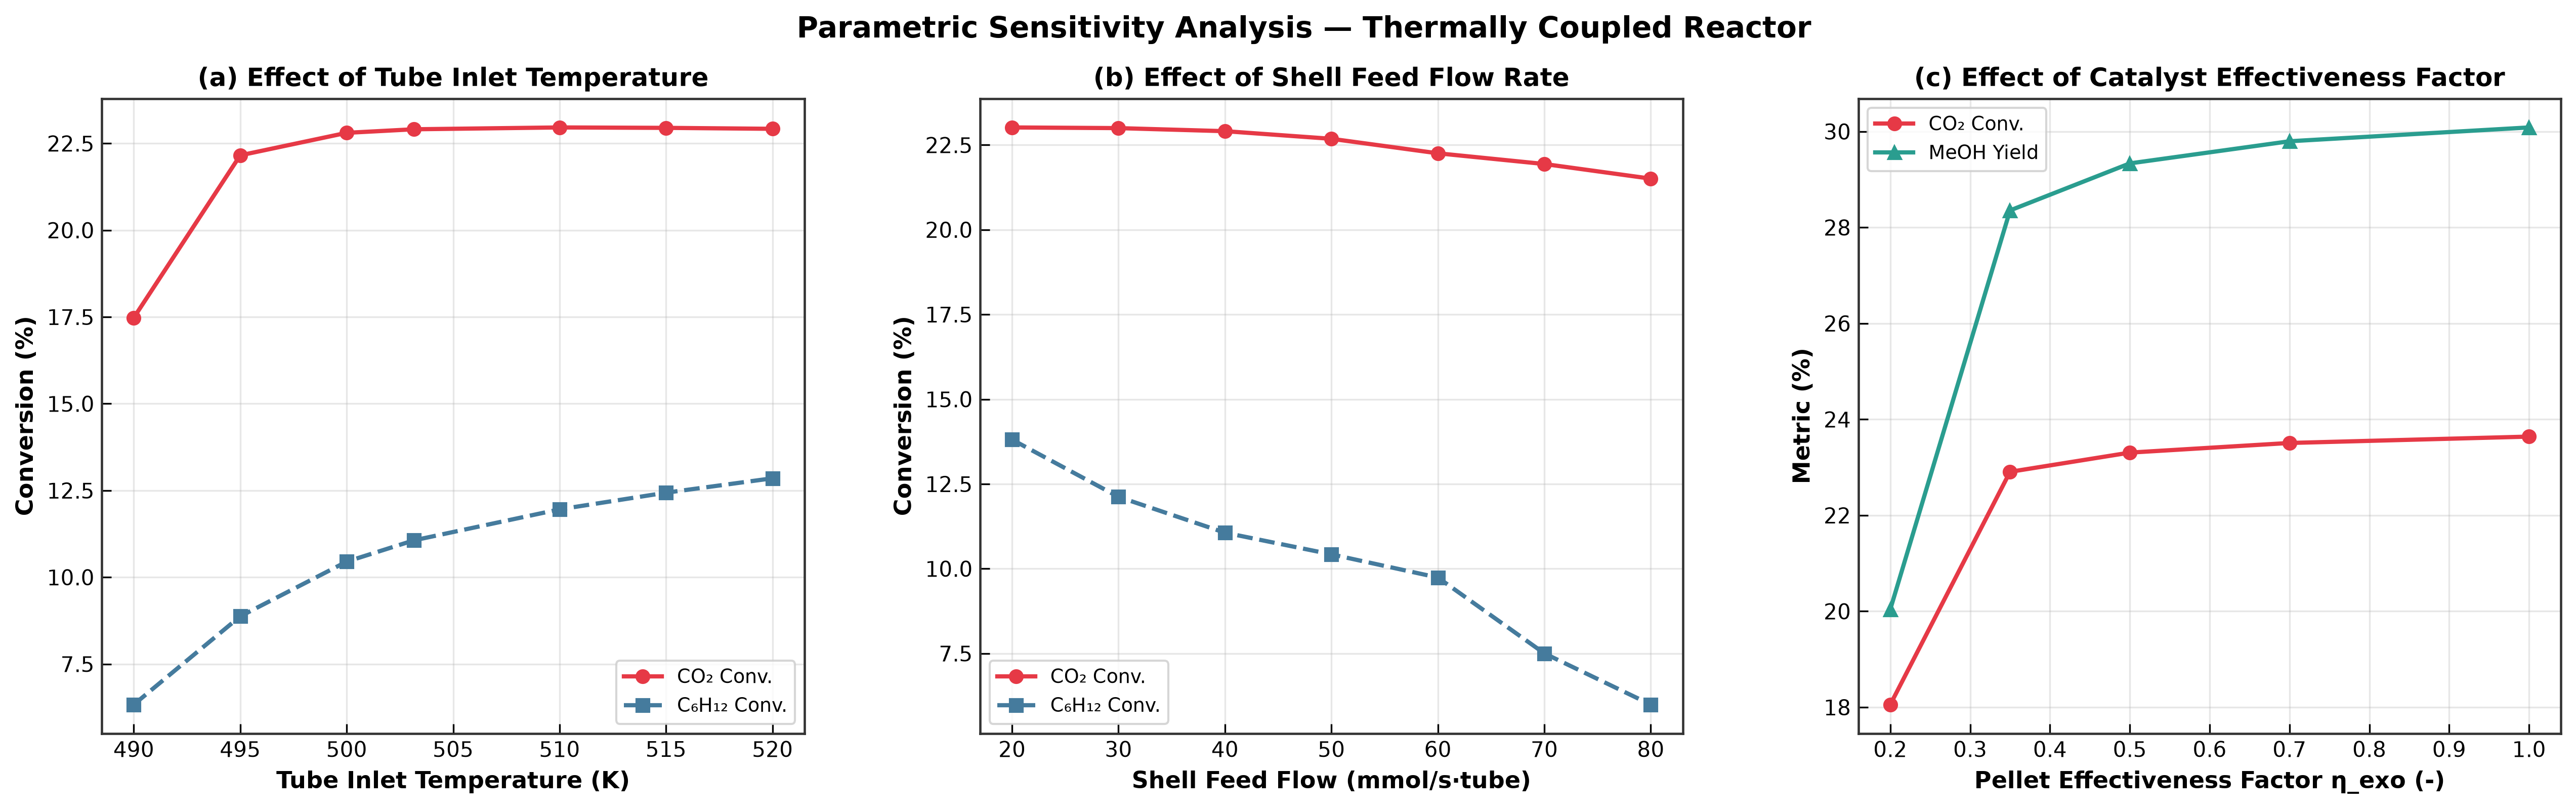 Parametric Sensitivity Analysis — Thermally Coupled Reactor
(a) Effect of Tube Inlet Temperature
Conversion (%)
22.5
20.0
17.5
15.0
12.5
10.0
7.5
CO₂ Conv.
C₆H₁₂ Conv.
490 495 500 505 510 515 520
Tube Inlet Temperature (K)
(b) Effect of Shell Feed Flow Rate
Conversion (%)
22.5
20.0
17.5
15.0
12.5
10.0
7.5
CO₂ Conv.
C₆H₁₂ Conv.
20 30 40 50 60 70 80
Shell Feed Flow (mmol/s·tube)
(c) Effect of Catalyst Effectiveness Factor
Metric (%)
CO₂ Conv.
MeOH Yield
30
28
26
24
22
20
18
0.2 0.3 0.4 0.5 0.6 0.7 0.8 0.9 1.0
Pellet Effectiveness Factor η_exo (-)